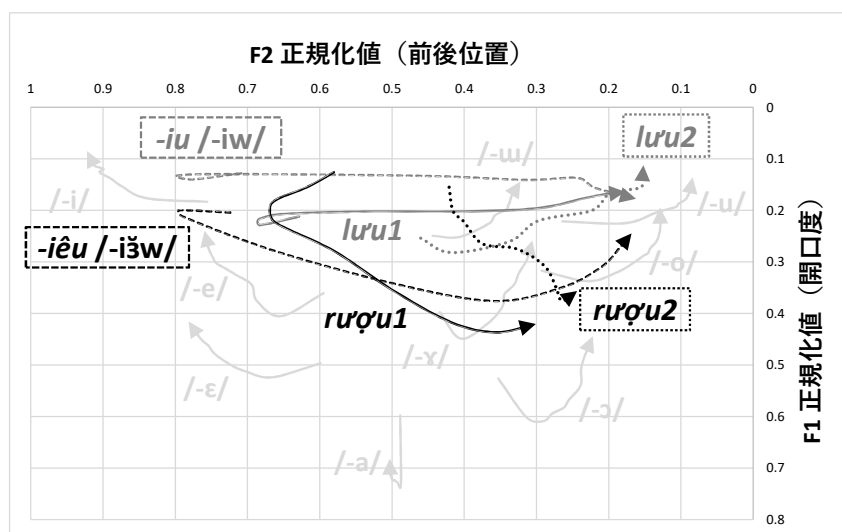 F2 正規化値（前後位置）
1 0.9 0.8 0.7 0.6 0.5 0.4 0.3 0.2 0.1 0
0
-iu /-iw/
lưu2
0.1
/-ɯ/
/-i/
/-u/
0.2
lưu1
-iêu /-iɜ̆w/
/-o/
0.3
/-e/
rượu1
rượu2
0.4
/-ɤ/
0.5
/-ɛ/
/-ɔ/
0.6
/-a/
0.7
0.8
F1 正規化値（開口度）